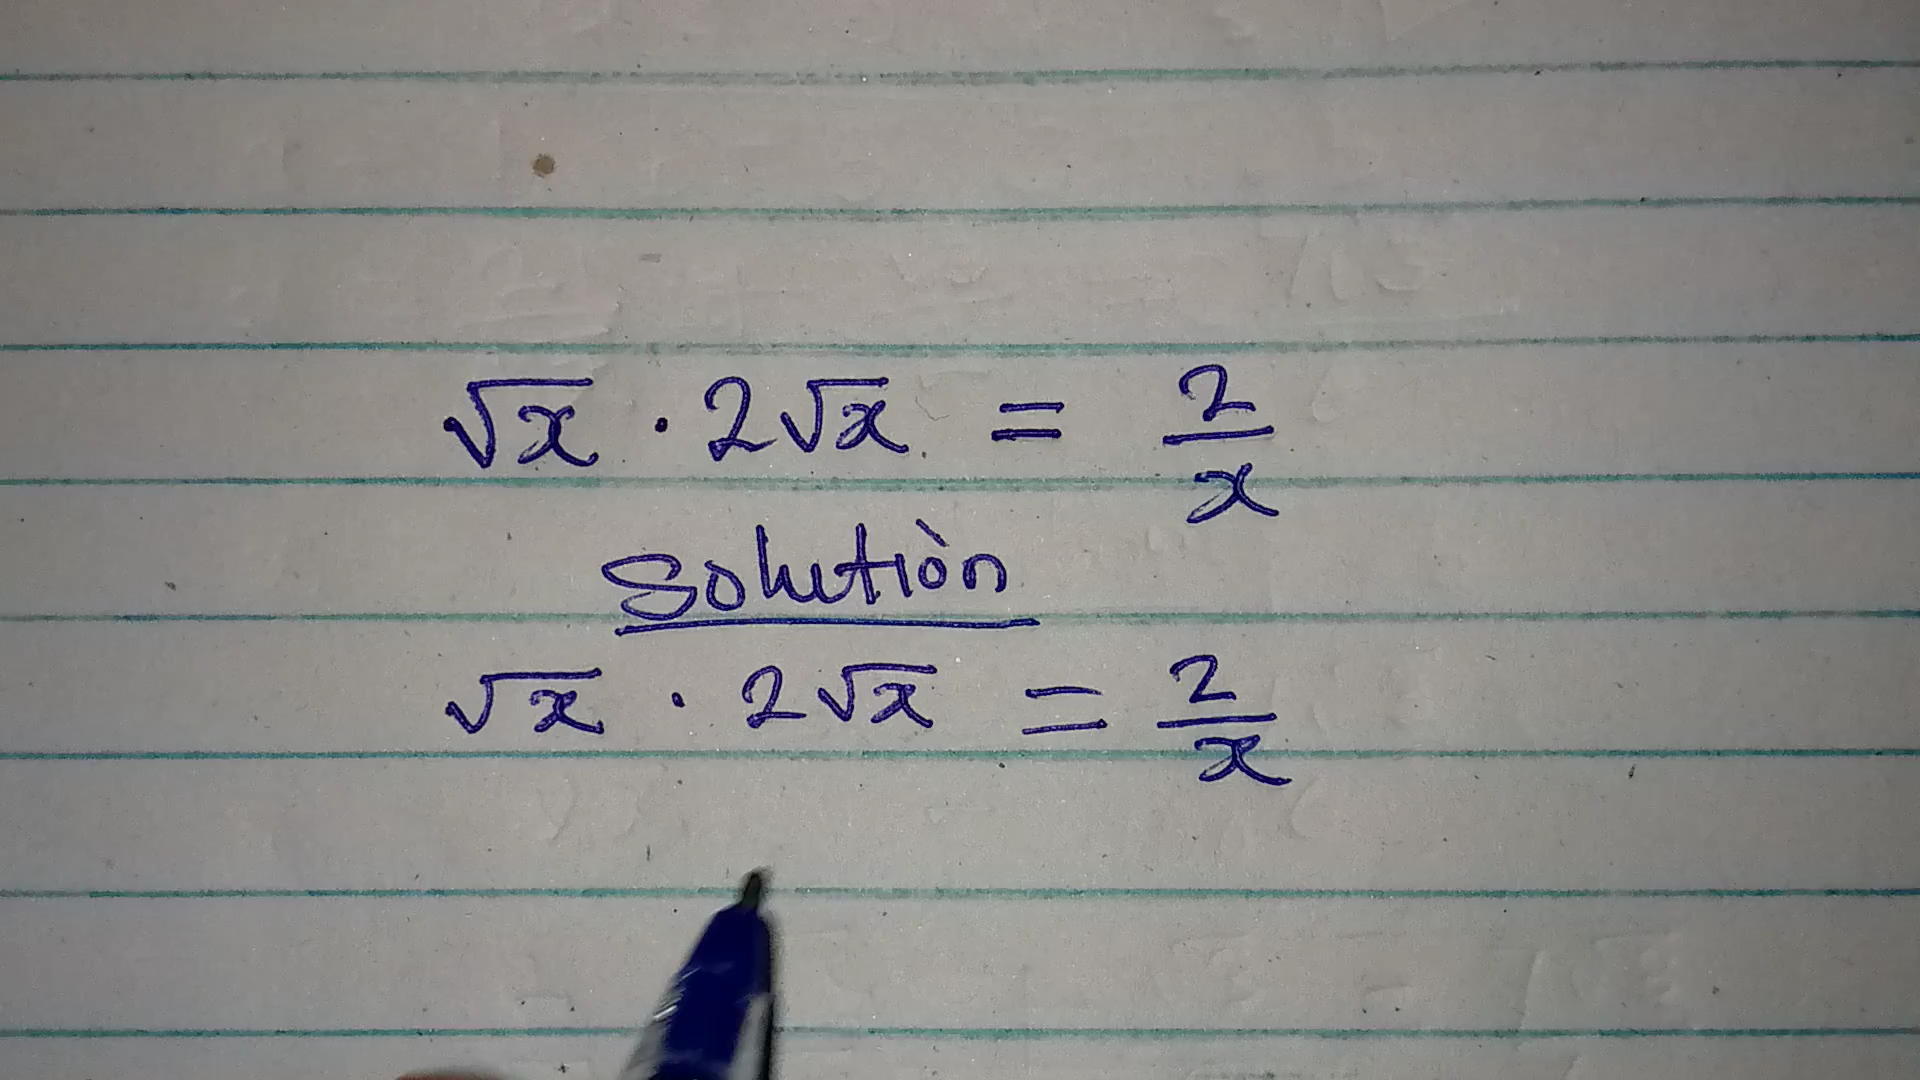 √x · 2√x = 2/x
Solution
√x · 2√x = 2/x